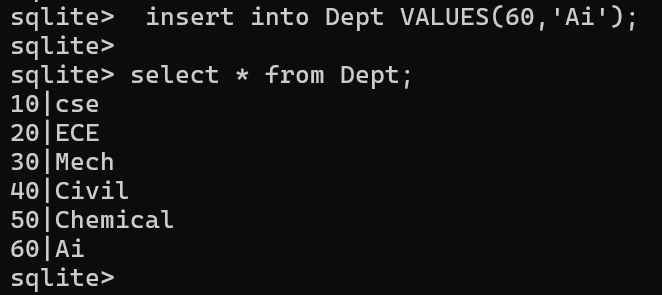 sqlite>  insert into Dept VALUES(60,'Ai');
sqlite>
sqlite> select * from Dept;
10|cse
20|ECE
30|Mech
40|Civil
50|Chemical
60|Ai
sqlite>